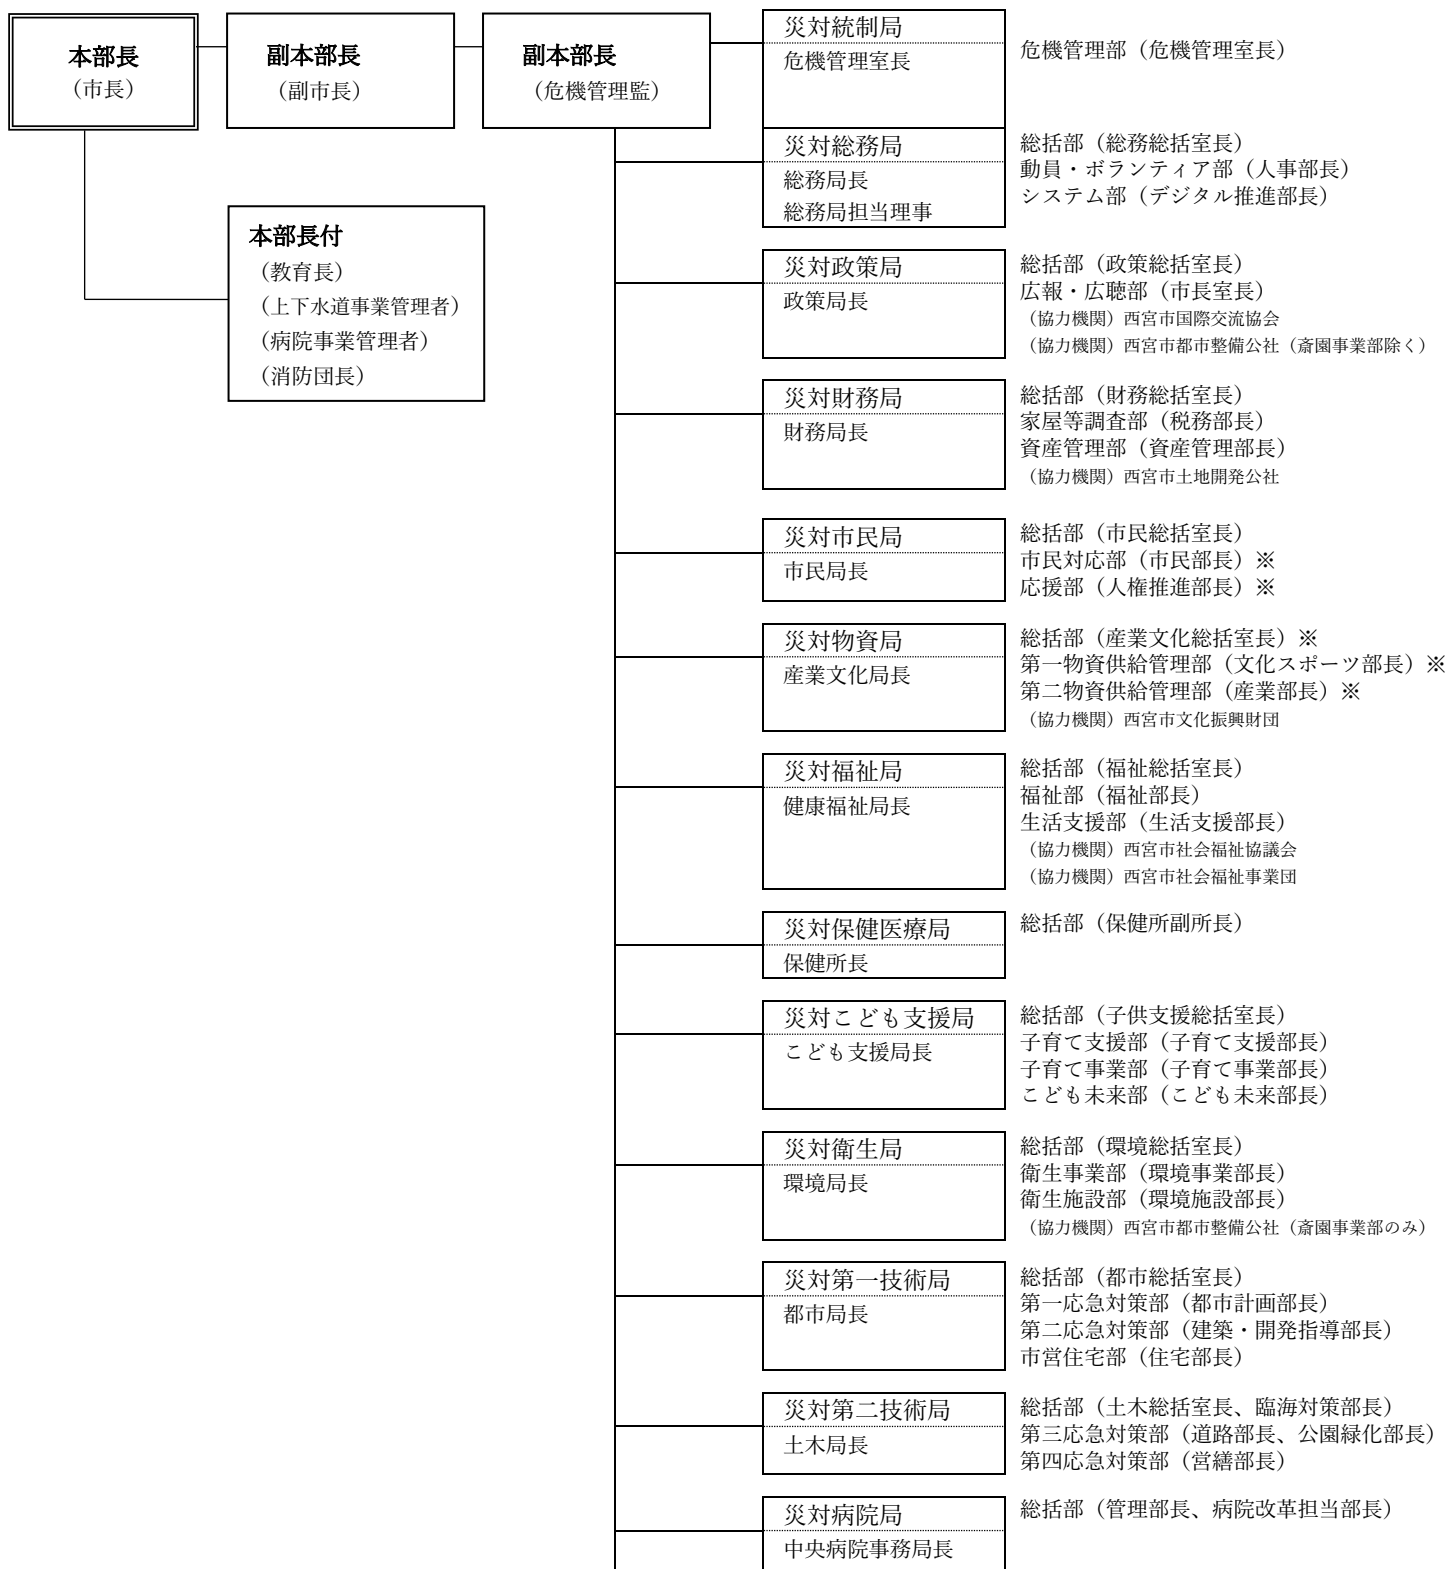 本部長
（市長）
副本部長
（副市長）
副本部長
（危機管理監）
本部長付
（教育長）
（上下水道事業管理者）
（病院事業管理者）
（消防団長）
災対統制局
危機管理室長
危機管理部（危機管理室長）
災対総務局
総務局長
総務局担当理事
総括部（総務総括室長）
動員・ボランティア部（人事部長）
システム部（デジタル推進部長）
災対政策局
政策局長
総括部（政策総括室長）
広報・広聴部（市長室長）
（協力機関）西宮市国際交流協会
（協力機関）西宮市都市整備公社（斎園事業部除く）
災対財務局
財務局長
総括部（財務総括室長）
家屋等調査部（税務部長）
資産管理部（資産管理部長）
（協力機関）西宮市土地開発公社
災対市民局
市民局長
総括部（市民総括室長）
市民対応部（市民部長）※
応援部（人権推進部長）※
災対物資局
産業文化局長
総括部（産業文化総括室長）※
第一物資供給管理部（文化スポーツ部長）※
第二物資供給管理部（産業部長）※
（協力機関）西宮市文化振興財団
災対福祉局
健康福祉局長
総括部（福祉総括室長）
福祉部（福祉部長）
生活支援部（生活支援部長）
（協力機関）西宮市社会福祉協議会
（協力機関）西宮市社会福祉事業団
災対保健医療局
保健所長
総括部（保健所副所長）
災対こども支援局
こども支援局長
総括部（子供支援総括室長）
子育て支援部（子育て支援部長）
子育て事業部（子育て事業部長）
こども未来部（こども未来部長）
災対衛生局
環境局長
総括部（環境総括室長）
衛生事業部（環境事業部長）
衛生施設部（環境施設部長）
（協力機関）西宮市都市整備公社（斎園事業部のみ）
災対第一技術局
都市局長
総括部（都市総括室長）
第一応急対策部（都市計画部長）
第二応急対策部（建築・開発指導部長）
市営住宅部（住宅部長）
災対第二技術局
土木局長
総括部（土木総括室長、臨海対策部長）
第三応急対策部（道路部長、公園緑化部長）
第四応急対策部（営繕部長）
災対病院局
中央病院事務局長
総括部（管理部長、病院改革担当部長）